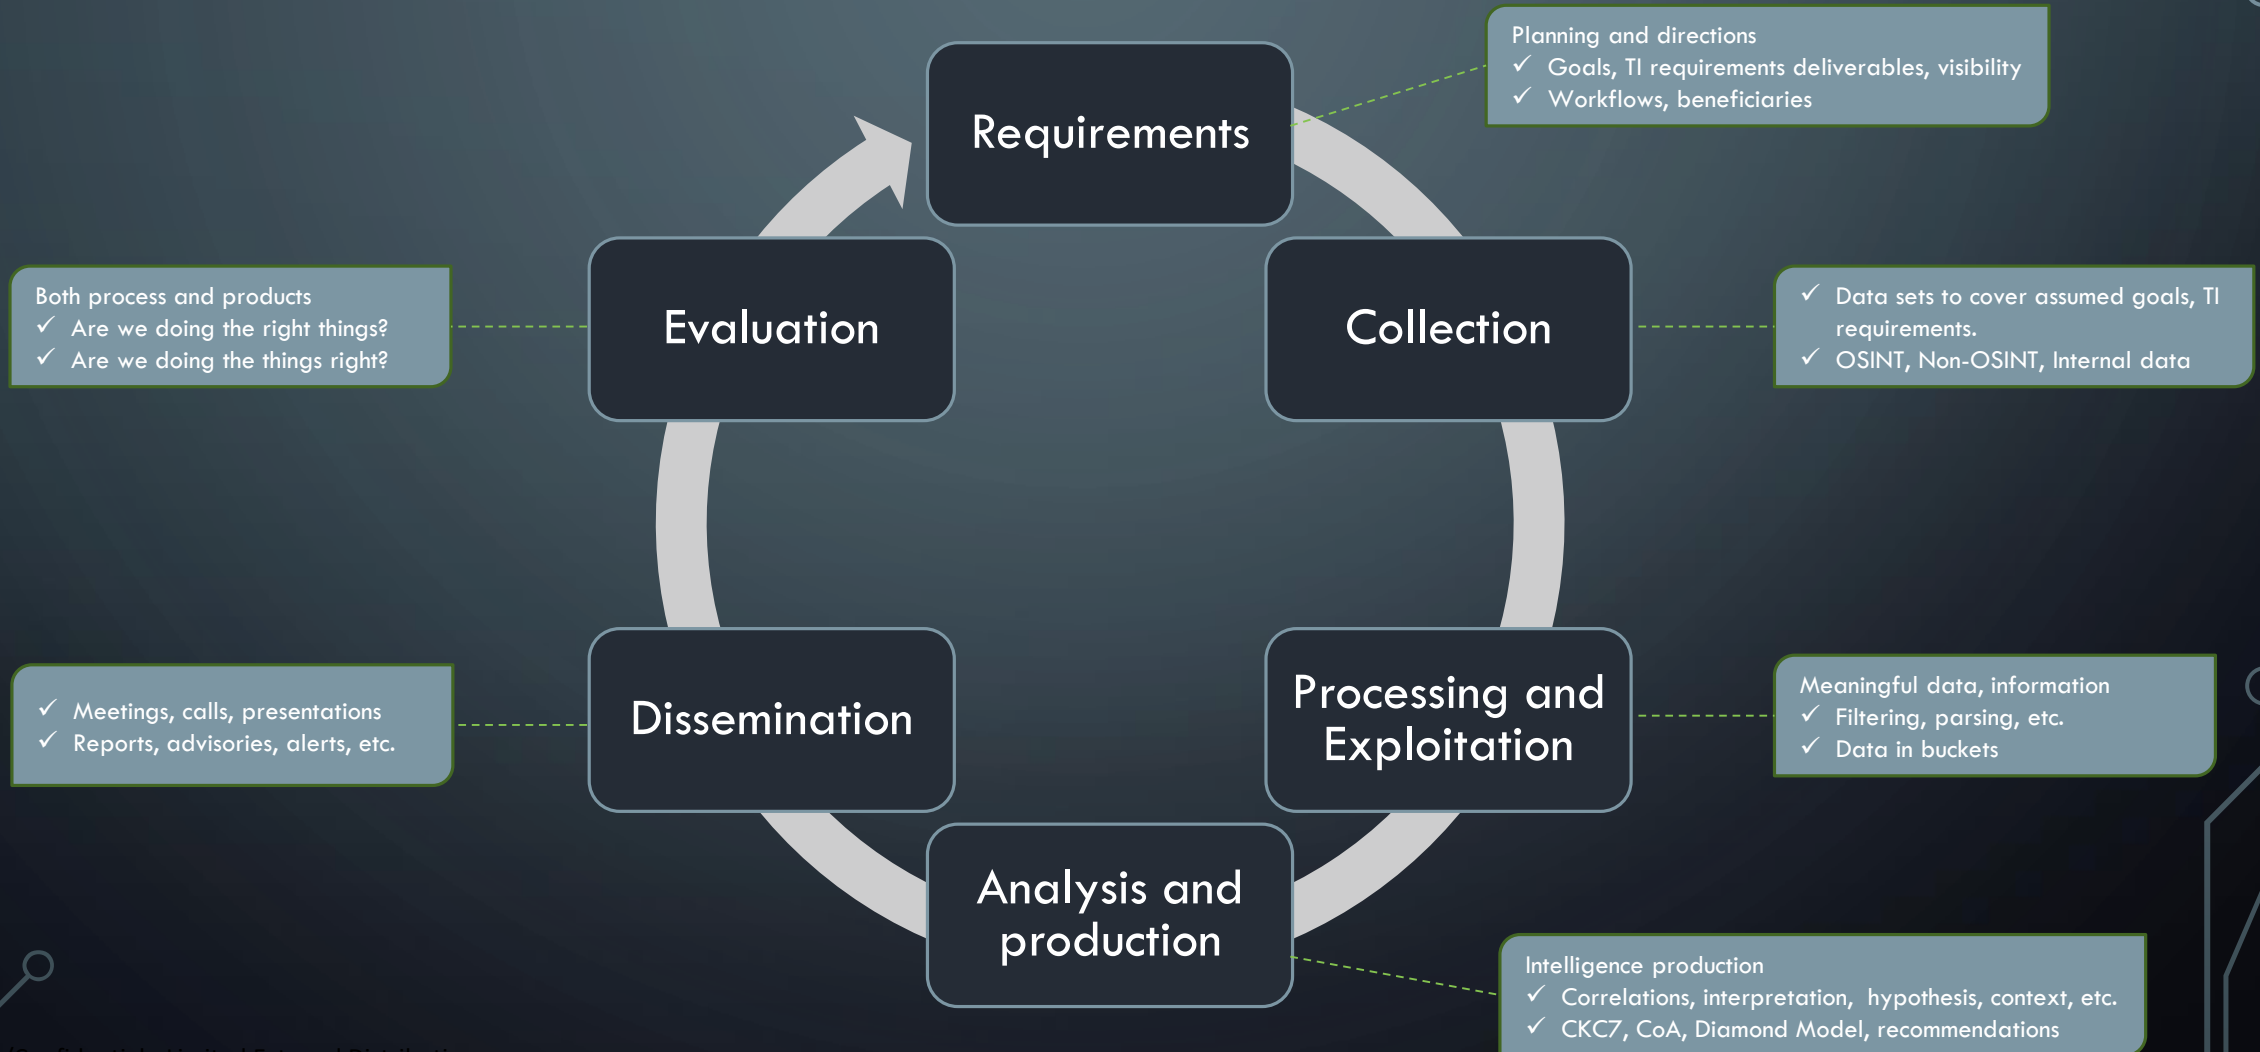 Planning and directions
✓ Goals, TI requirements deliverables, visibility
✓ Workflows, beneficiaries
Requirements
Both process and products
✓ Are we doing the right things?
✓ Are we doing the things right?
Evaluation
Collection
✓ Data sets to cover assumed goals, TI
requirements.
✓ OSINT, Non-OSINT, Internal data
✓ Meetings, calls, presentations
✓ Reports, advisories, alerts, etc.
Dissemination
Processing and
Exploitation
Meaningful data, information
✓ Filtering, parsing, etc.
✓ Data in buckets
Analysis and
production
Intelligence production
✓ Correlations, interpretation, hypothesis, context, etc.
✓ CKC7, CoA, Diamond Model, recommendations